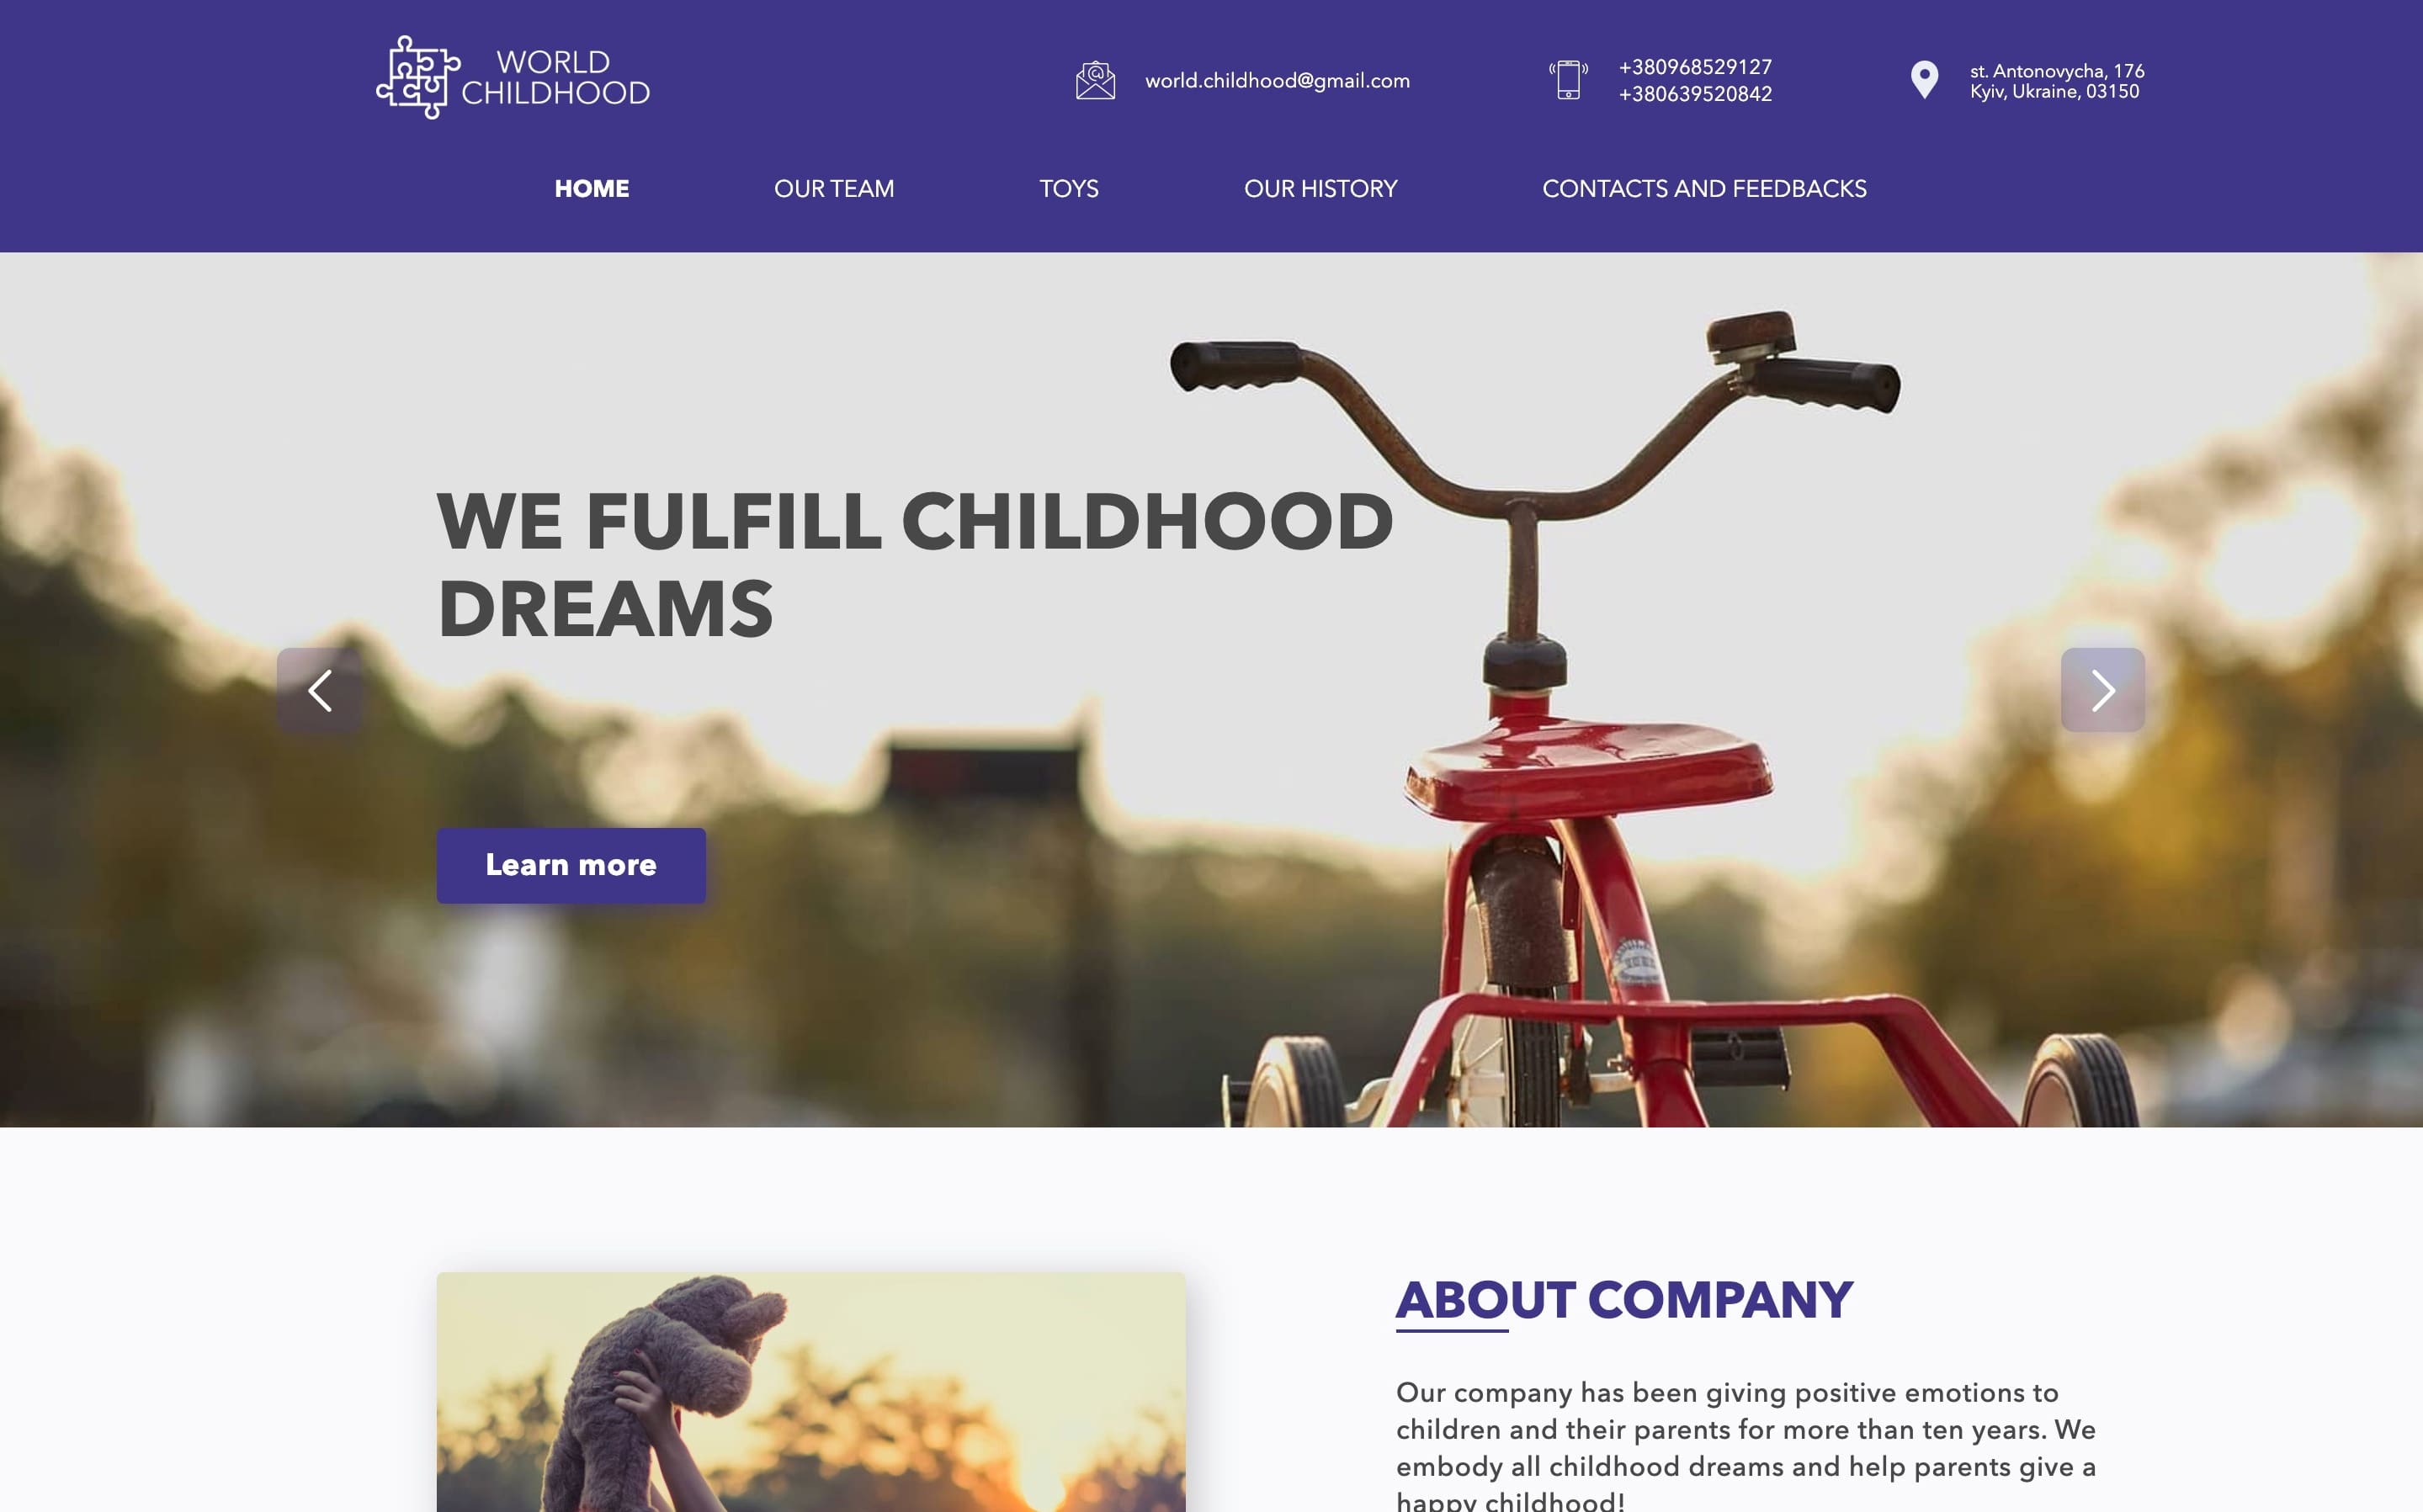 WORLD
CHILDHOOD
world.childhood@gmail.com
+380968529127
+380639520842
st. Antonovycha, 176
Kyiv, Ukraine, 03150
HOME
OUR TEAM
TOYS
OUR HISTORY
CONTACTS AND FEEDBACKS
WE FULFILL CHILDHOOD
DREAMS
Learn more
ABOUT COMPANY
Our company has been giving positive emotions to
children and their parents for more than ten years. We
embody all childhood dreams and help parents give a
happy childhood!